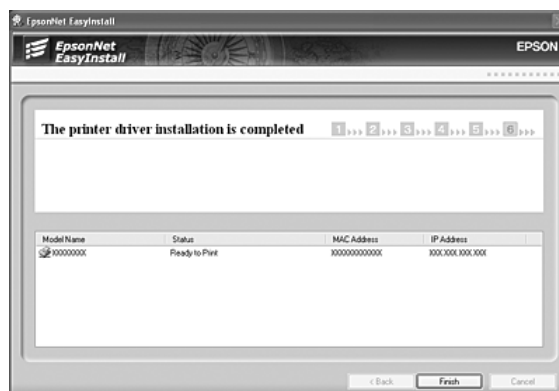 EpsonNet EasyInstall
EpsonNet
EasyInstall
EPSON
The printer driver installation is completed
1 2 3 4 5 6
Model Name Status MAC Address IP Address
XXXXXXXX Ready to Print XXXXXXXXXXXX XXX.XXX.XXX.XXX
< Back Finish Cancel